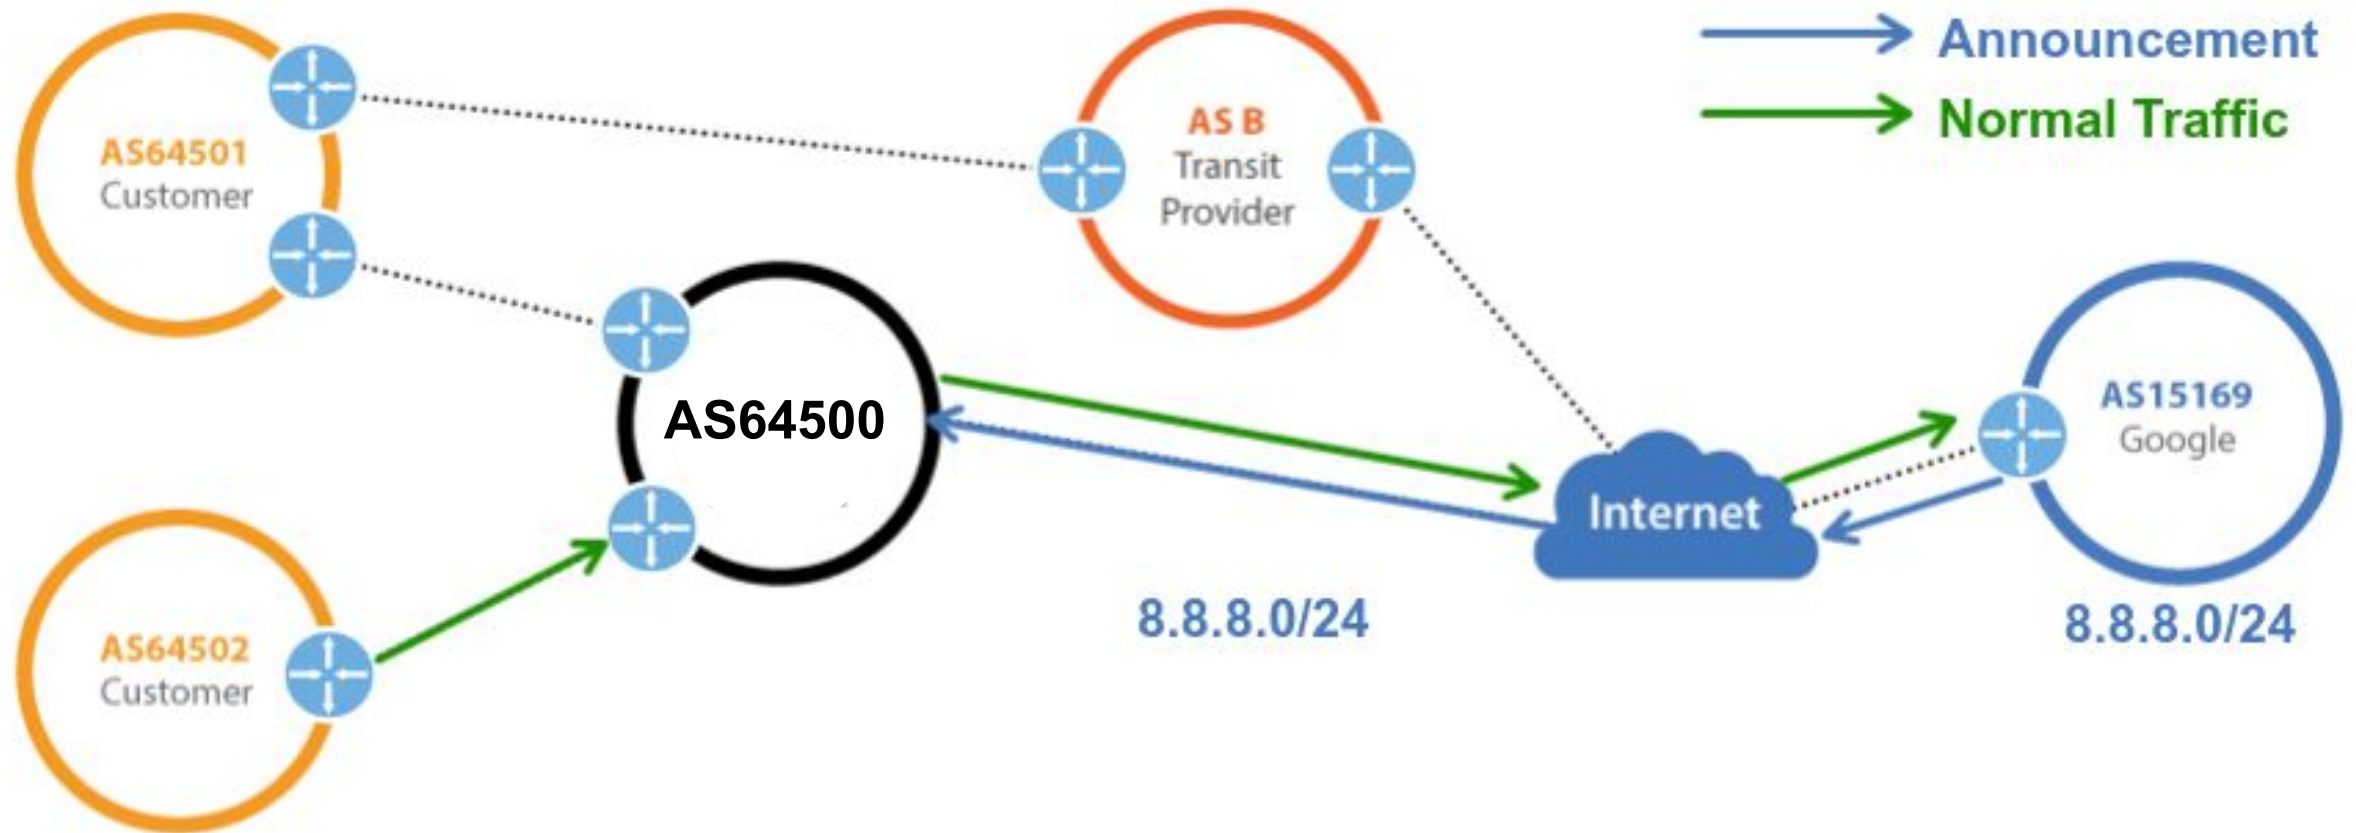 Announcement
Normal Traffic
AS64501
Customer
AS B
Transit
Provider
AS64500
Internet
AS15169
Google
AS64502
Customer
8.8.8.0/24
8.8.8.0/24